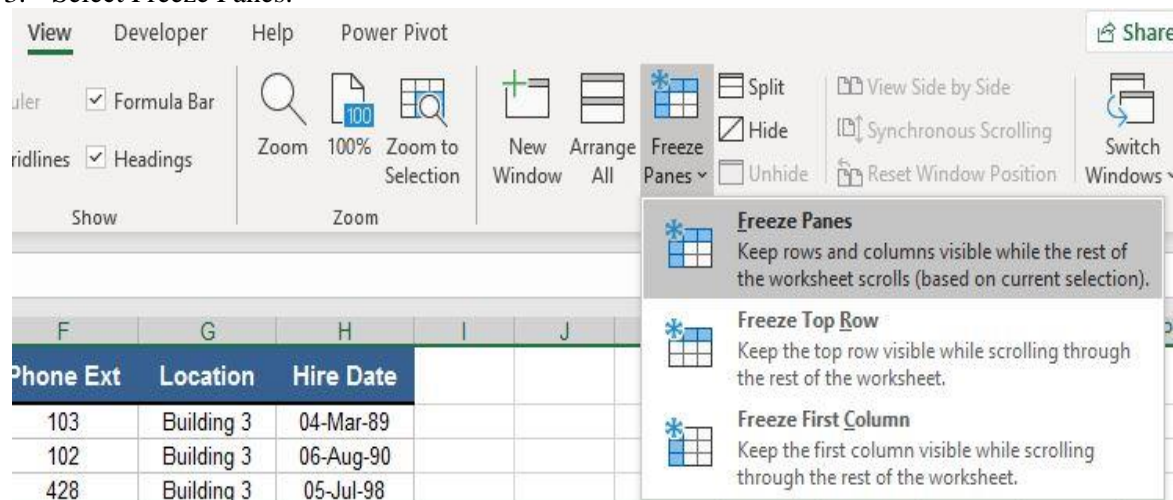 Select Freeze Panes.
View Developer Help Power Pivot Share
Formula Bar
Headings
Show
Zoom 100% Zoom to Selection
100
Zoom
New Window Arrange All Freeze Panes
Split
Hide
Unhide
View Side by Side
Synchronous Scrolling
Reset Window Position
Switch Windows
Freeze Panes
Keep rows and columns visible while the rest of
the worksheet scrolls (based on current selection).
Freeze Top Row
Keep the top row visible while scrolling through
the rest of the worksheet.
Freeze First Column
Keep the first column visible while scrolling
through the rest of the worksheet.
F G H I J
Phone Ext Location Hire Date
103 Building 3 04-Mar-89
102 Building 3 06-Aug-90
428 Building 3 05-Jul-98